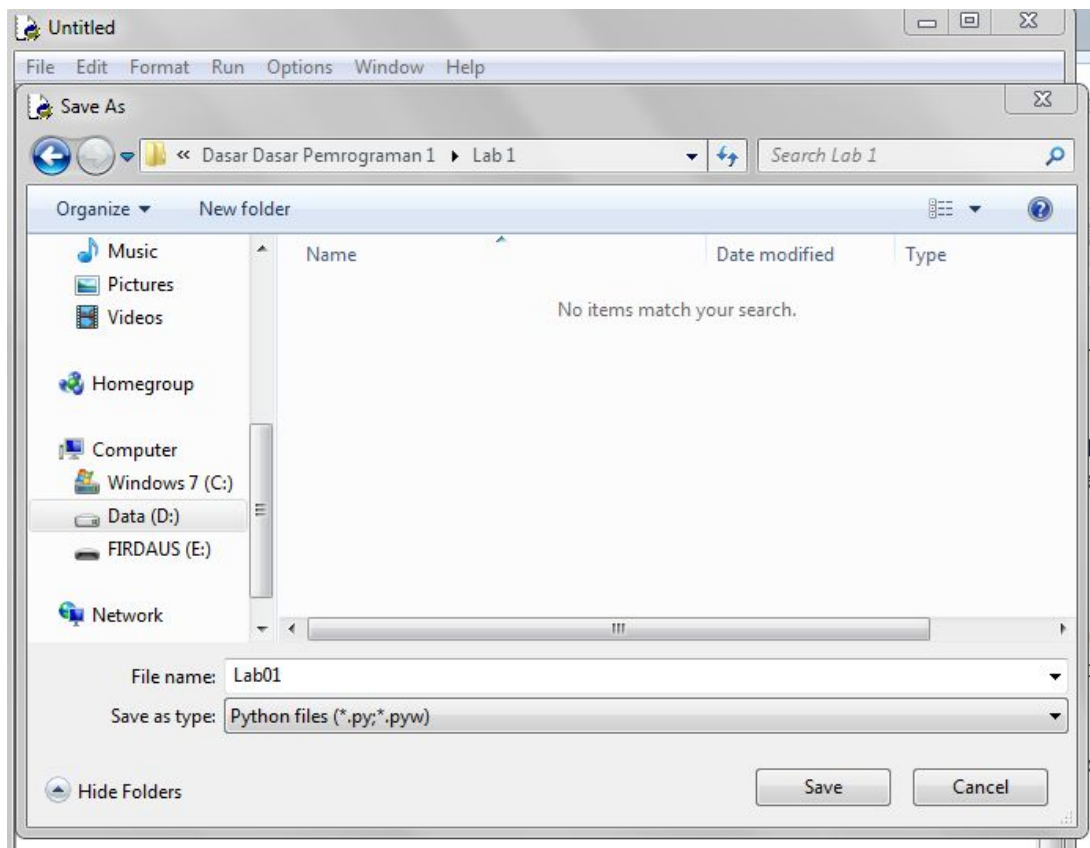 Untitled
File Edit Format Run Options Window Help
Save As
« Dasar Dasar Pemrograman 1 Lab 1
Search Lab 1
Organize New folder
Name Date modified Type
No items match your search.
Music
Pictures
Videos
Homegroup
Computer
Windows 7 (C:)
Data (D:)
FIRDAUS (E:)
Network
File name: Lab01
Save as type: Python files (*.py;*.pyw)
Hide Folders
Save Cancel